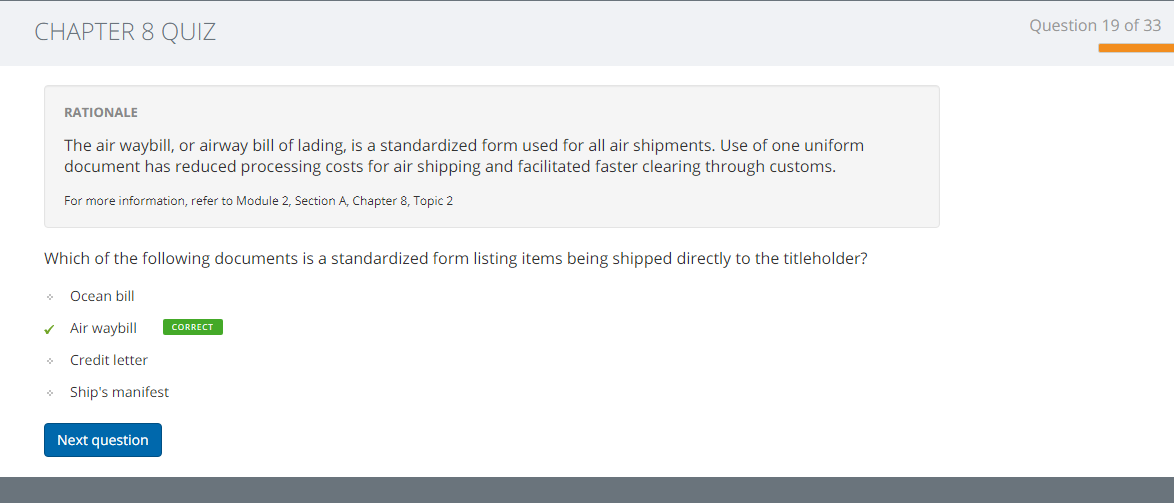 CHAPTER 8 QUIZ
Question 19 of 33
RATIONALE
The air waybill, or airway bill of lading, is a standardized form used for all air shipments. Use of one uniform
document has reduced processing costs for air shipping and facilitated faster clearing through customs.
For more information, refer to Module 2, Section A, Chapter 8, Topic 2
Which of the following documents is a standardized form listing items being shipped directly to the titleholder?
Ocean bill
Air waybill CORRECT
Credit letter
Ship's manifest
Next question